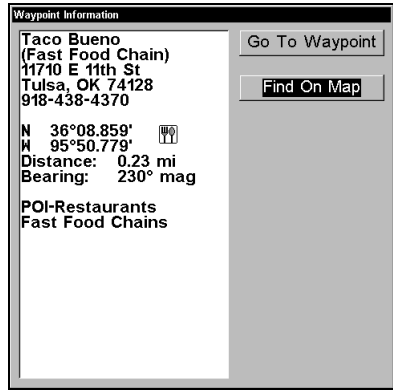 Waypoint Information
Taco Bueno
(Fast Food Chain)
11710 E 11th St
Tulsa, OK 74128
918-438-4370
N 36°08.859'
W 95°50.779'
Distance: 0.23 mi
Bearing: 230° mag
POI-Restaurants
Fast Food Chains
Go To Waypoint
Find On Map